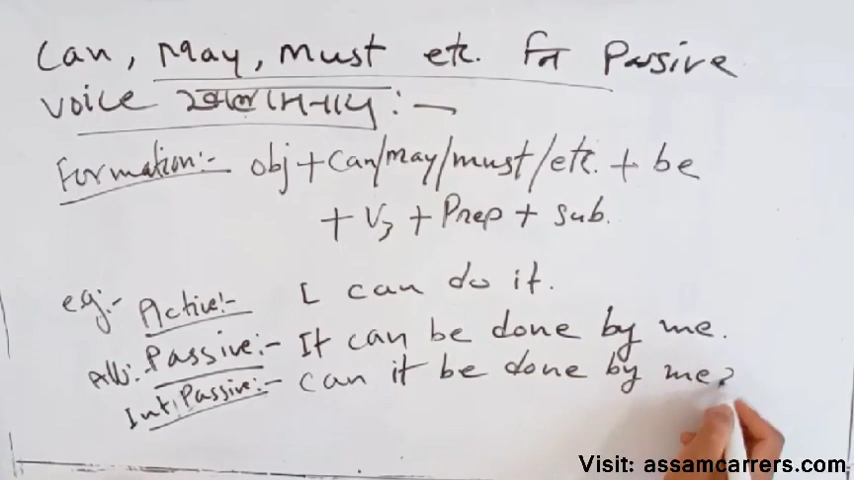 Can, May, Must etc. Passive
voice :—
Formation:- obj + can/may/must/etc. + be
+ V3 + Prep + sub.
e.g:- Active:- I can do it.
Passive:- It can be done by me.
Int. Passive:- can it be done by me?
Visit: assamcarrers.com